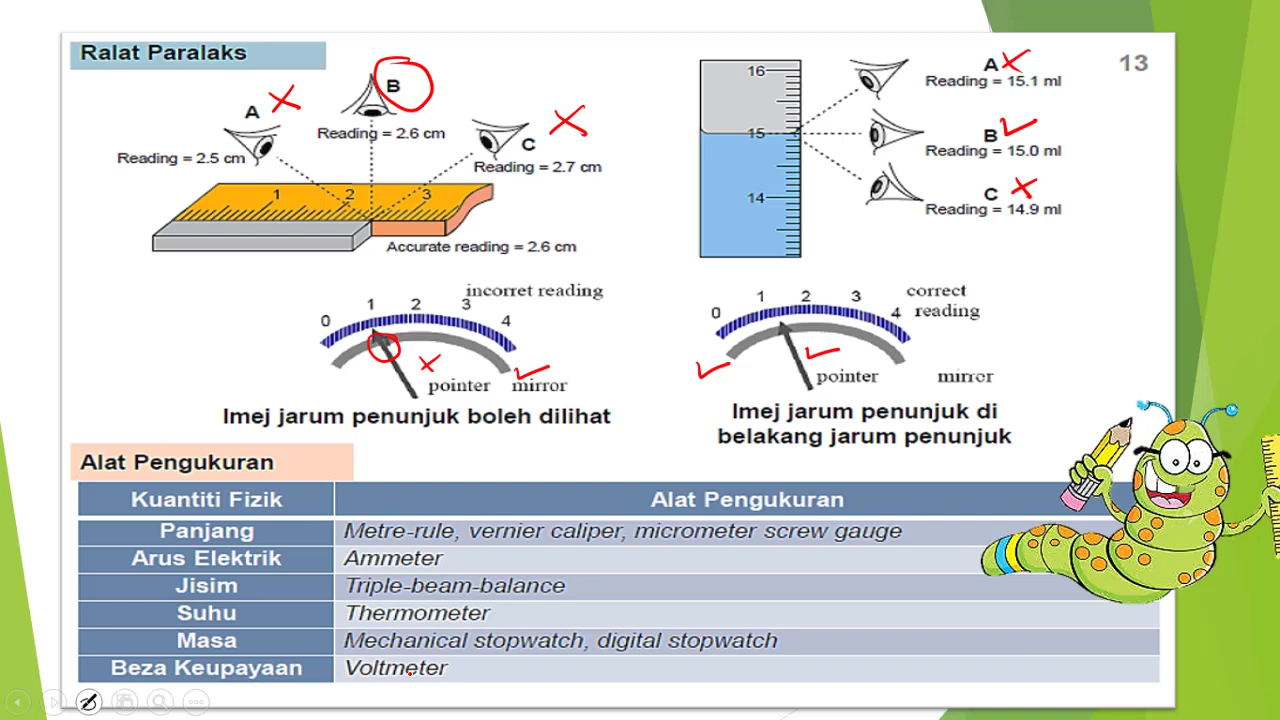 Ralat Paralaks
13
A
B
C
Reading = 2.5 cm
Reading = 2.6 cm
Reading = 2.7 cm
1 2 3
Accurate reading = 2.6 cm
16
15
14
A
Reading = 15.1 ml
B
Reading = 15.0 ml
C
Reading = 14.9 ml
incorret reading
0 1 2 3 4
pointer mirror
Imej jarum penunjuk boleh dilihat
correct
reading
0 1 2 3 4
pointer mirror
Imej jarum penunjuk di
belakang jarum penunjuk
Alat Pengukuran
Kuantiti Fizik Alat Pengukuran
Panjang Metre-rule, vernier caliper, micrometer screw gauge
Arus Elektrik Ammeter
Jisim Triple-beam-balance
Suhu Thermometer
Masa Mechanical stopwatch, digital stopwatch
Beza Keupayaan Voltmeter